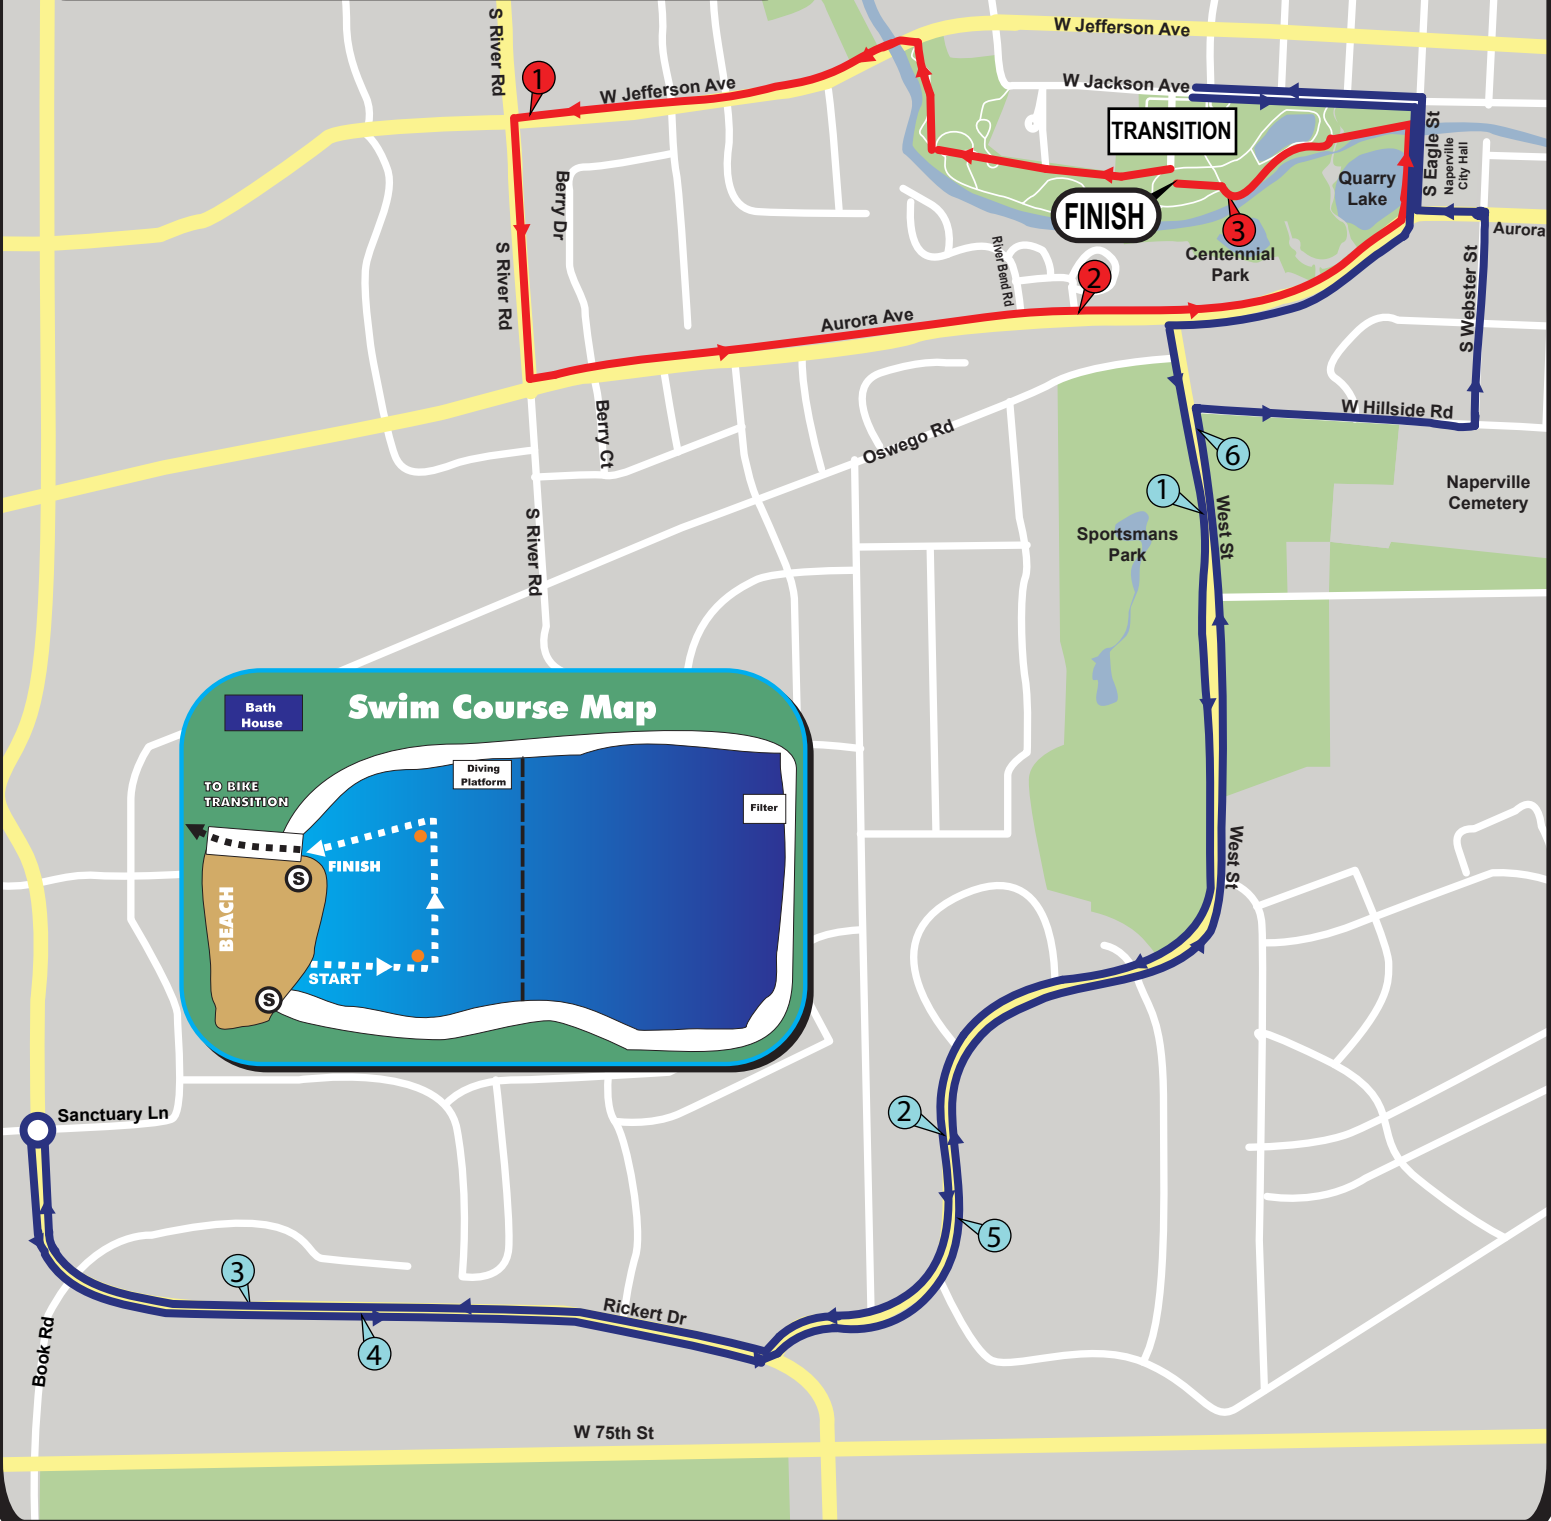 S River Rd
W Jefferson Ave
W Jackson Ave
1
W Jefferson Ave
TRANSITION
S Eagle St
Naperville
City Hall
Quarry
Lake
Berry Dr
FINISH
3
Aurora
Centennial
Park
S River Rd
River Bend Rd
2
S Webster St
Aurora Ave
W Hillside Rd
Berry Ct
Oswego Rd
6
1
Naperville
Cemetery
S River Rd
West St
Sportsmans
Park
Swim Course Map
Bath
House
Diving
Platform
TO BIKE
TRANSITION
Filter
FINISH
S
BEACH
START
S
West St
Sanctuary Ln
2
5
3
Rickert Dr
4
Book Rd
W 75th St